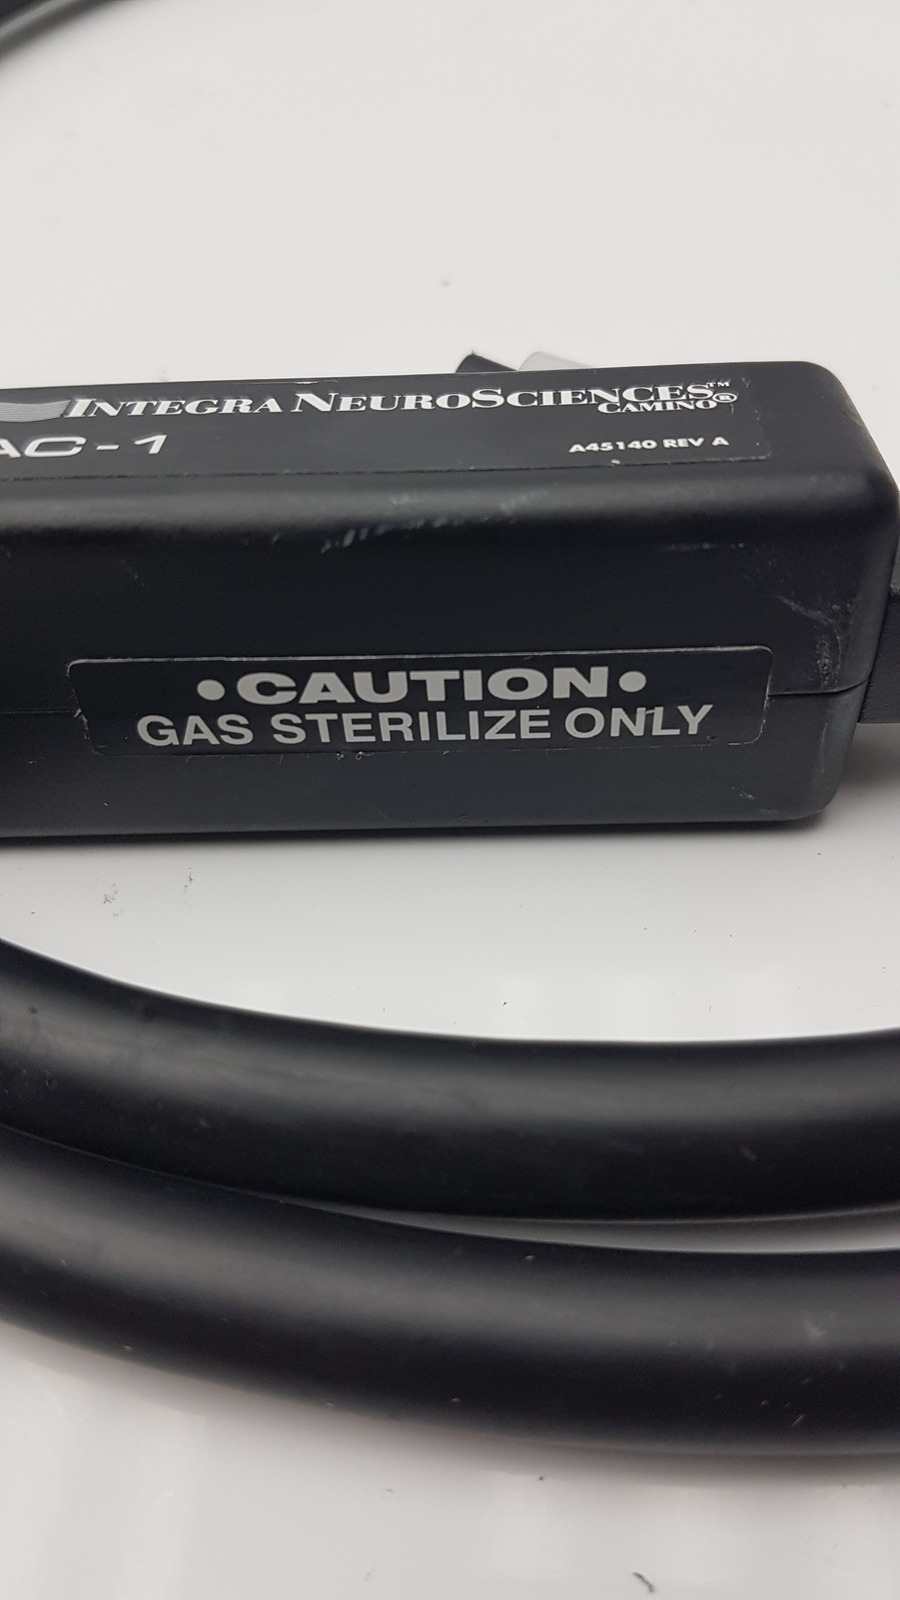 INTEGRA NEUROSCIENCES™
CAMINO®
AC-1
A45140 REV A
•CAUTION•
GAS STERILIZE ONLY